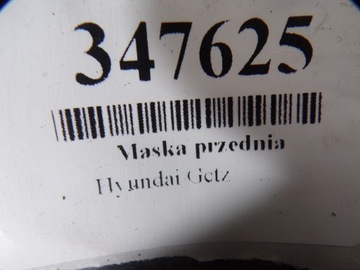 347625
Maska przednia
Hyundai Getz